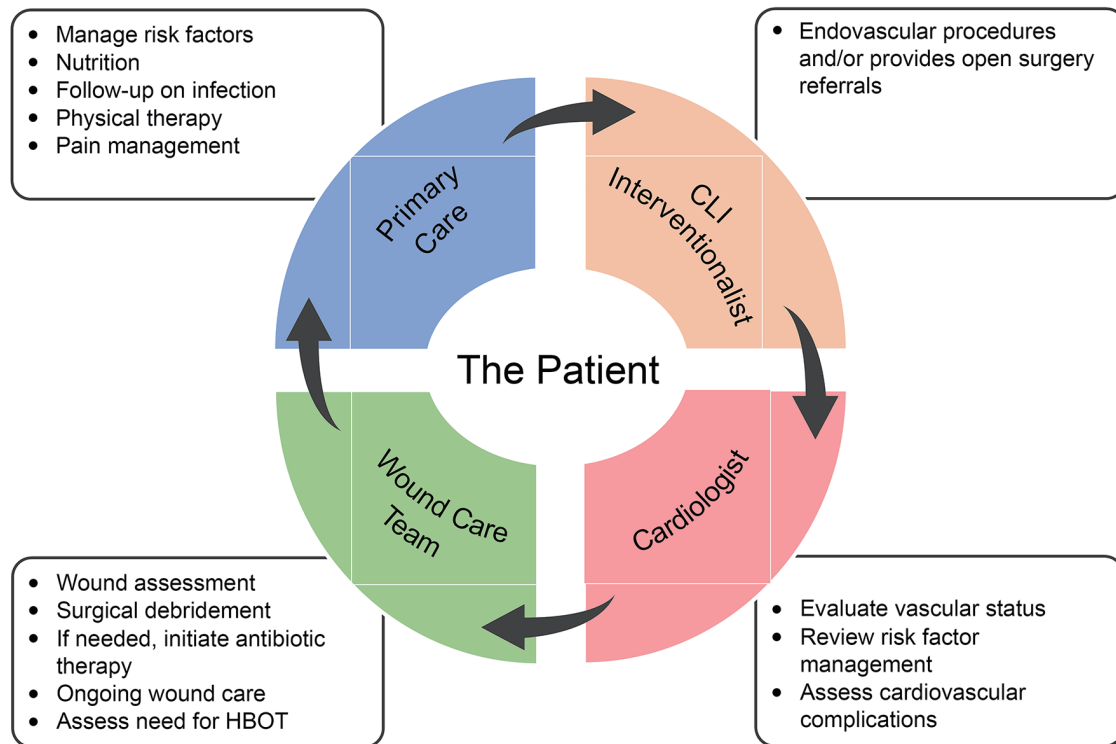 • Manage risk factors
• Nutrition
• Follow-up on infection
• Physical therapy
• Pain management
• Endovascular procedures
and/or provides open surgery
referrals
Primary
Care
CLI
Interventionalist
The Patient
Wound Care
Team
Cardiologist
• Wound assessment
• Surgical debridement
• If needed, initiate antibiotic
therapy
• Ongoing wound care
• Assess need for HBOT
• Evaluate vascular status
• Review risk factor
management
• Assess cardiovascular
complications